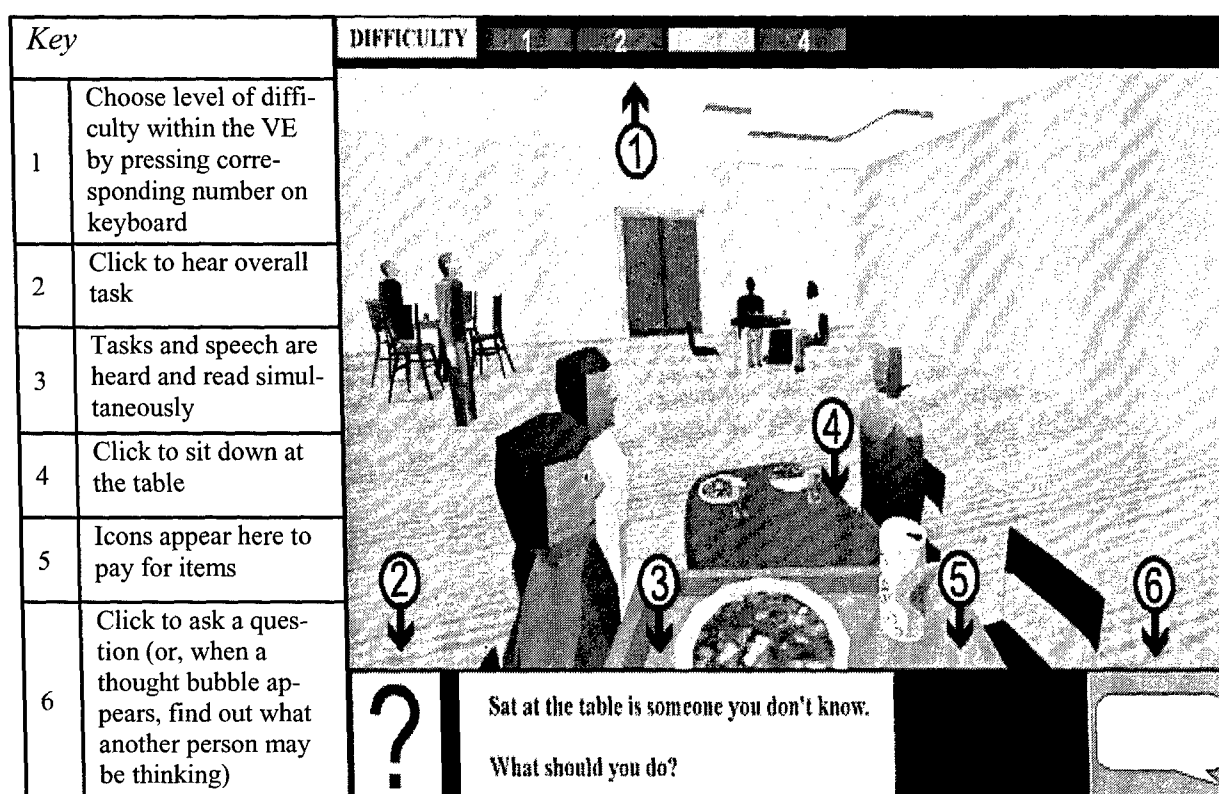 Key
1
Choose level of diffi-
culty within the VE
by pressing corre-
sponding number on
keyboard
2
Click to hear overall
task
3
Tasks and speech are
heard and read simul-
taneously
4
Click to sit down at
the table
5
Icons appear here to
pay for items
6
Click to ask a ques-
tion (or, when a
thought bubble ap-
pears, find out what
another person may
be thinking)
DIFFICULTY 1 2 4
1
4
2 3 5 6
?
Sat at the table is someone you don't know.
What should you do?